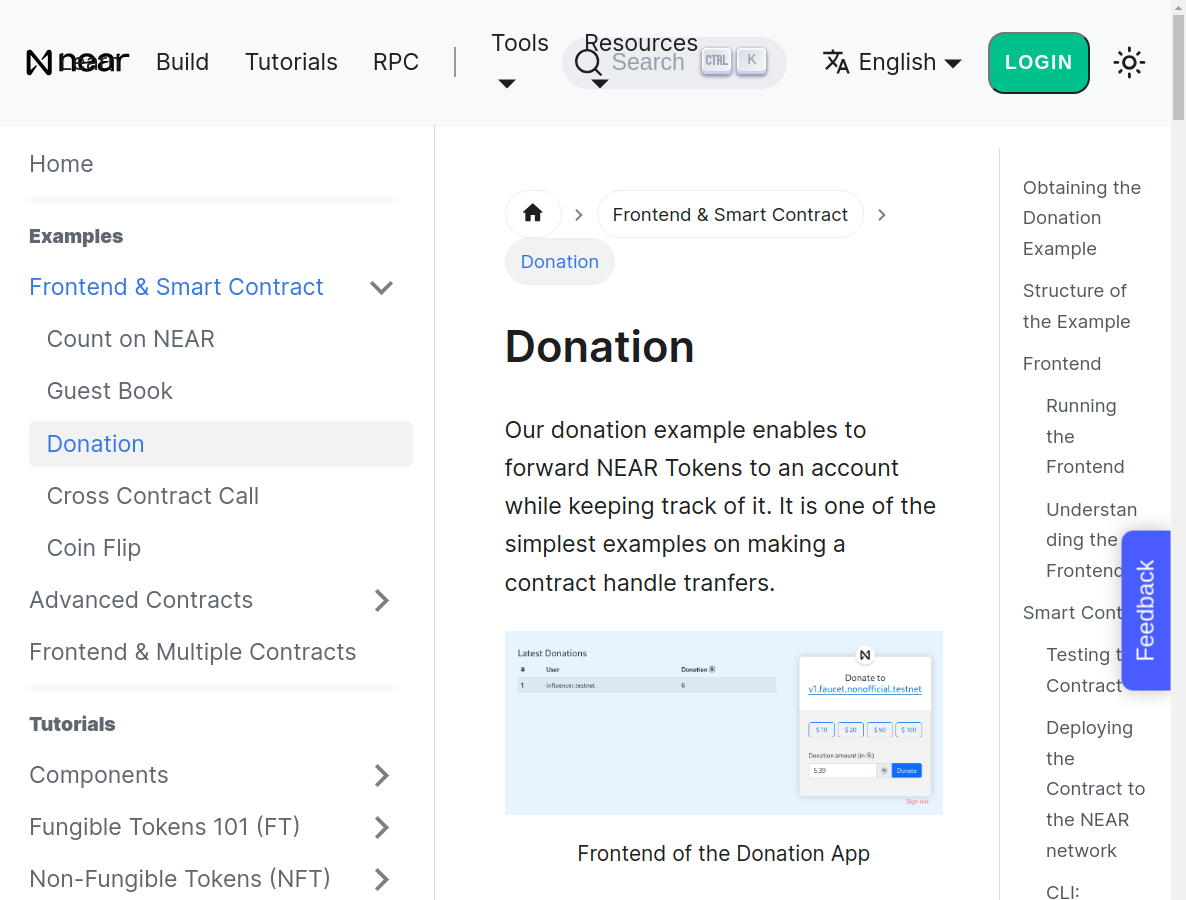 near
Learn
Build
Tutorials
RPC
Tools
Resources
Search
CTRL
K
English
LOGIN
Home
Examples
Frontend & Smart Contract
Count on NEAR
Guest Book
Donation
Cross Contract Call
Coin Flip
Advanced Contracts
Frontend & Multiple Contracts
Tutorials
Components
Fungible Tokens 101 (FT)
Non-Fungible Tokens (NFT)
Frontend & Smart Contract
Donation
Donation
Our donation example enables to
forward NEAR Tokens to an account
while keeping track of it. It is one of the
simplest examples on making a
contract handle tranfers.
Latest Donations
# User Donation Ⓝ
1 influencer.testnet 6
Donate to
v1.faucet.nonofficial.testnet
$ 10 $ 20 $ 50 $ 100
Donation amount (in Ⓝ)
5.39 Ⓝ Donate
Sign out
Frontend of the Donation App
Obtaining the
Donation
Example
Structure of
the Example
Frontend
Running
the
Frontend
Understan
ding the
Frontend
Smart Cont
Testing t
Contract
Deploying
the
Contract to
the NEAR
network
CLI:
Feedback